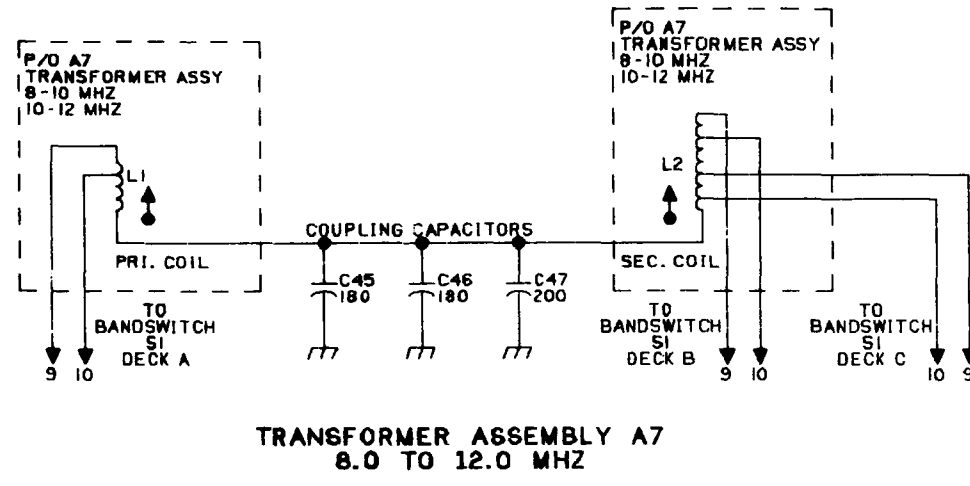 P/O A7
TRANSFORMER ASSY
8-10 MHZ
10-12 MHZ
L1
PRI. COIL
COUPLING CAPACITORS
C45
180
C46
180
C47
200
P/O A7
TRANSFORMER ASSY
8-10 MHZ
10-12 MHZ
L2
SEC. COIL
TO
BANDSWITCH
S1
DECK A
9 10
TO
BANDSWITCH
S1
DECK B
9 10
TO
BANDSWITCH
S1
DECK C
10 9
TRANSFORMER ASSEMBLY A7
8.0 TO 12.0 MHZ